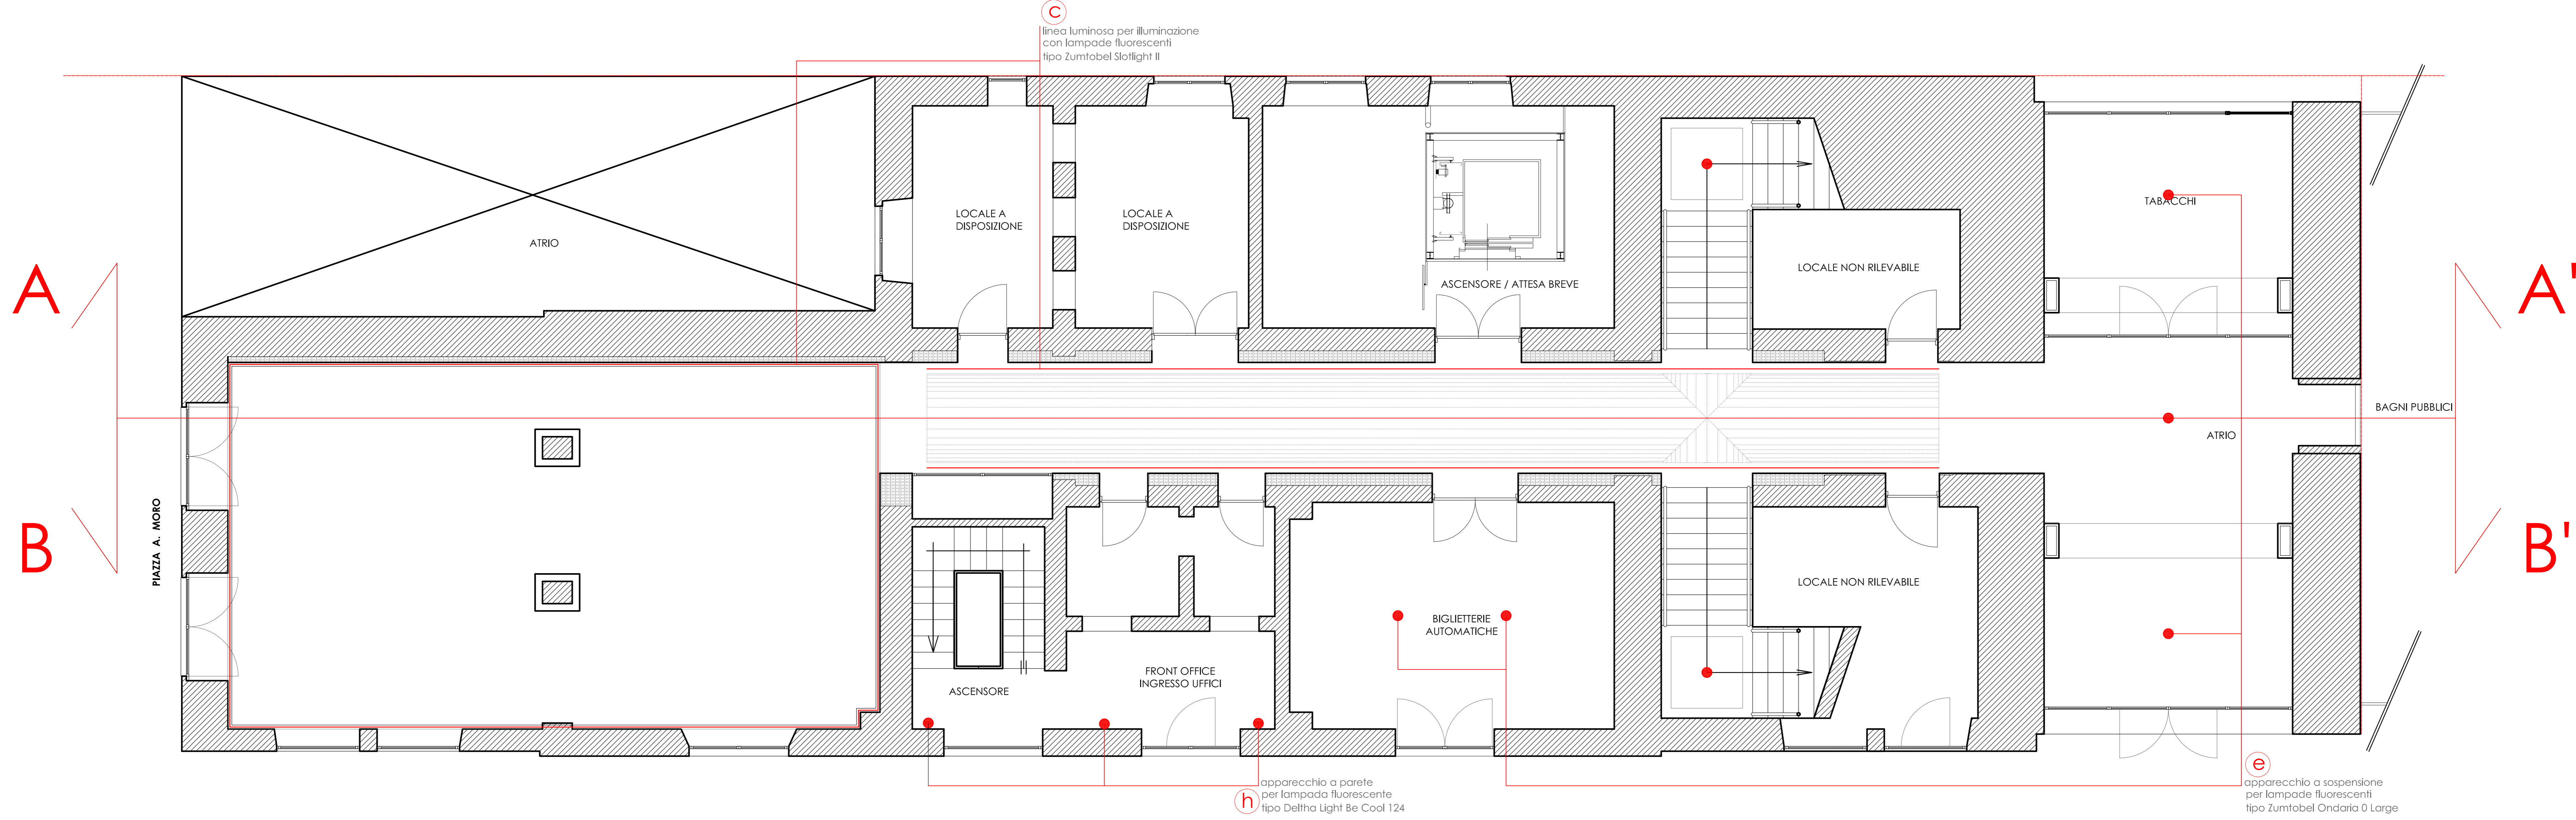 c
linea luminosa per illuminazione
con lampade fluorescenti
tipo Zumtobel Slotlight II
LOCALE A
DISPOSIZIONE
LOCALE A
DISPOSIZIONE
ATRIO
TABACCHI
LOCALE NON RILEVABILE
ASCENSORE / ATTESA BREVE
A
A'
BAGNI PUBBLICI
ATRIO
PIAZZA A. MORO
B
B'
LOCALE NON RILEVABILE
BIGLIETTERIE
AUTOMATICHE
FRONT OFFICE
INGRESSO UFFICI
ASCENSORE
h
apparecchio a parete
per lampada fluorescente
tipo Deltha Light Be Cool 124
e
apparecchio a sospensione
per lampade fluorescenti
tipo Zumtobel Ondaria 0 Large